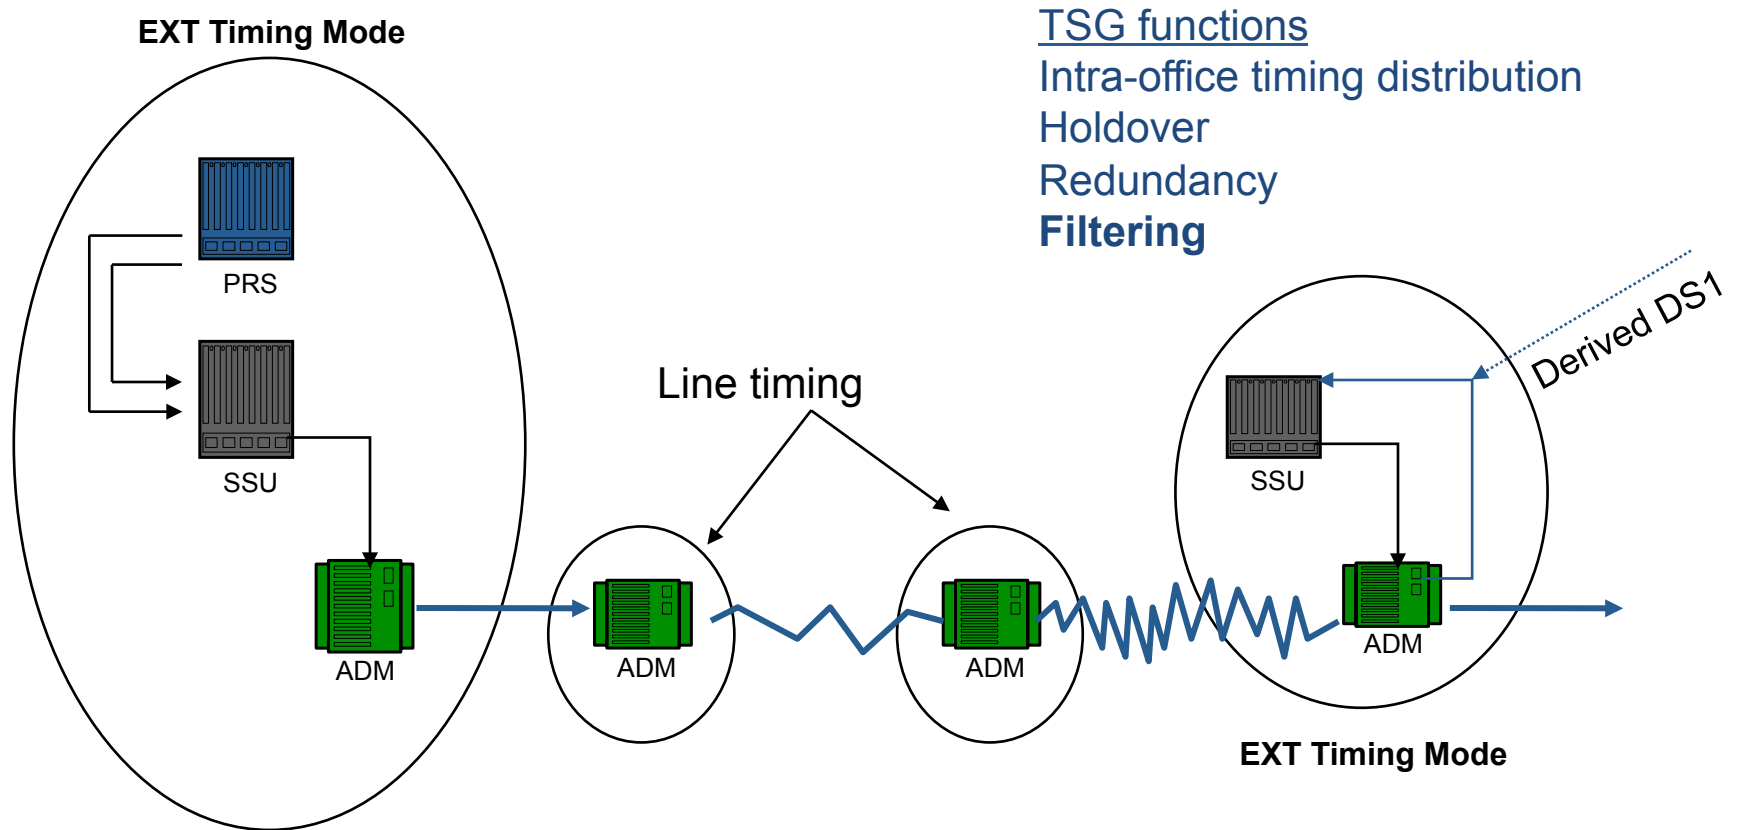 EXT Timing Mode
TSG functions
Intra-office timing distribution
Holdover
Redundancy
Filtering
PRS
SSU
ADM
Line timing
ADM
ADM
Derived DS1
SSU
ADM
EXT Timing Mode